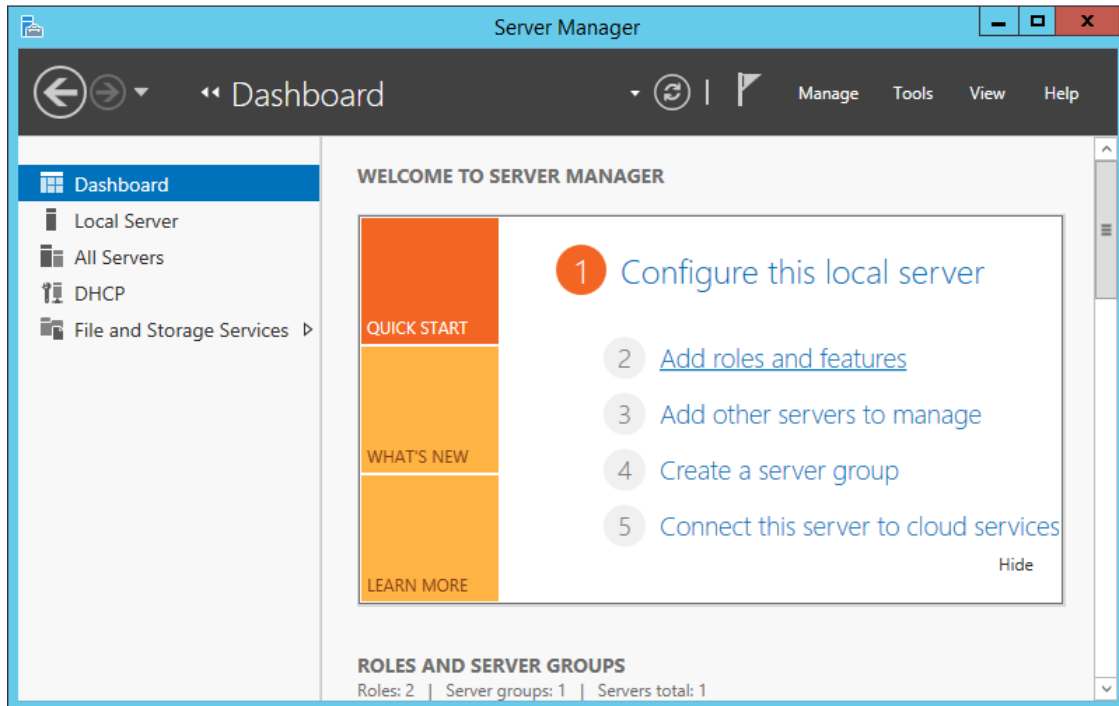 Server Manager
Dashboard
Manage Tools View Help
Dashboard
Local Server
All Servers
DHCP
File and Storage Services
WELCOME TO SERVER MANAGER
QUICK START
WHAT'S NEW
LEARN MORE
1 Configure this local server
2 Add roles and features
3 Add other servers to manage
4 Create a server group
5 Connect this server to cloud services
Hide
ROLES AND SERVER GROUPS
Roles: 2 | Server groups: 1 | Servers total: 1